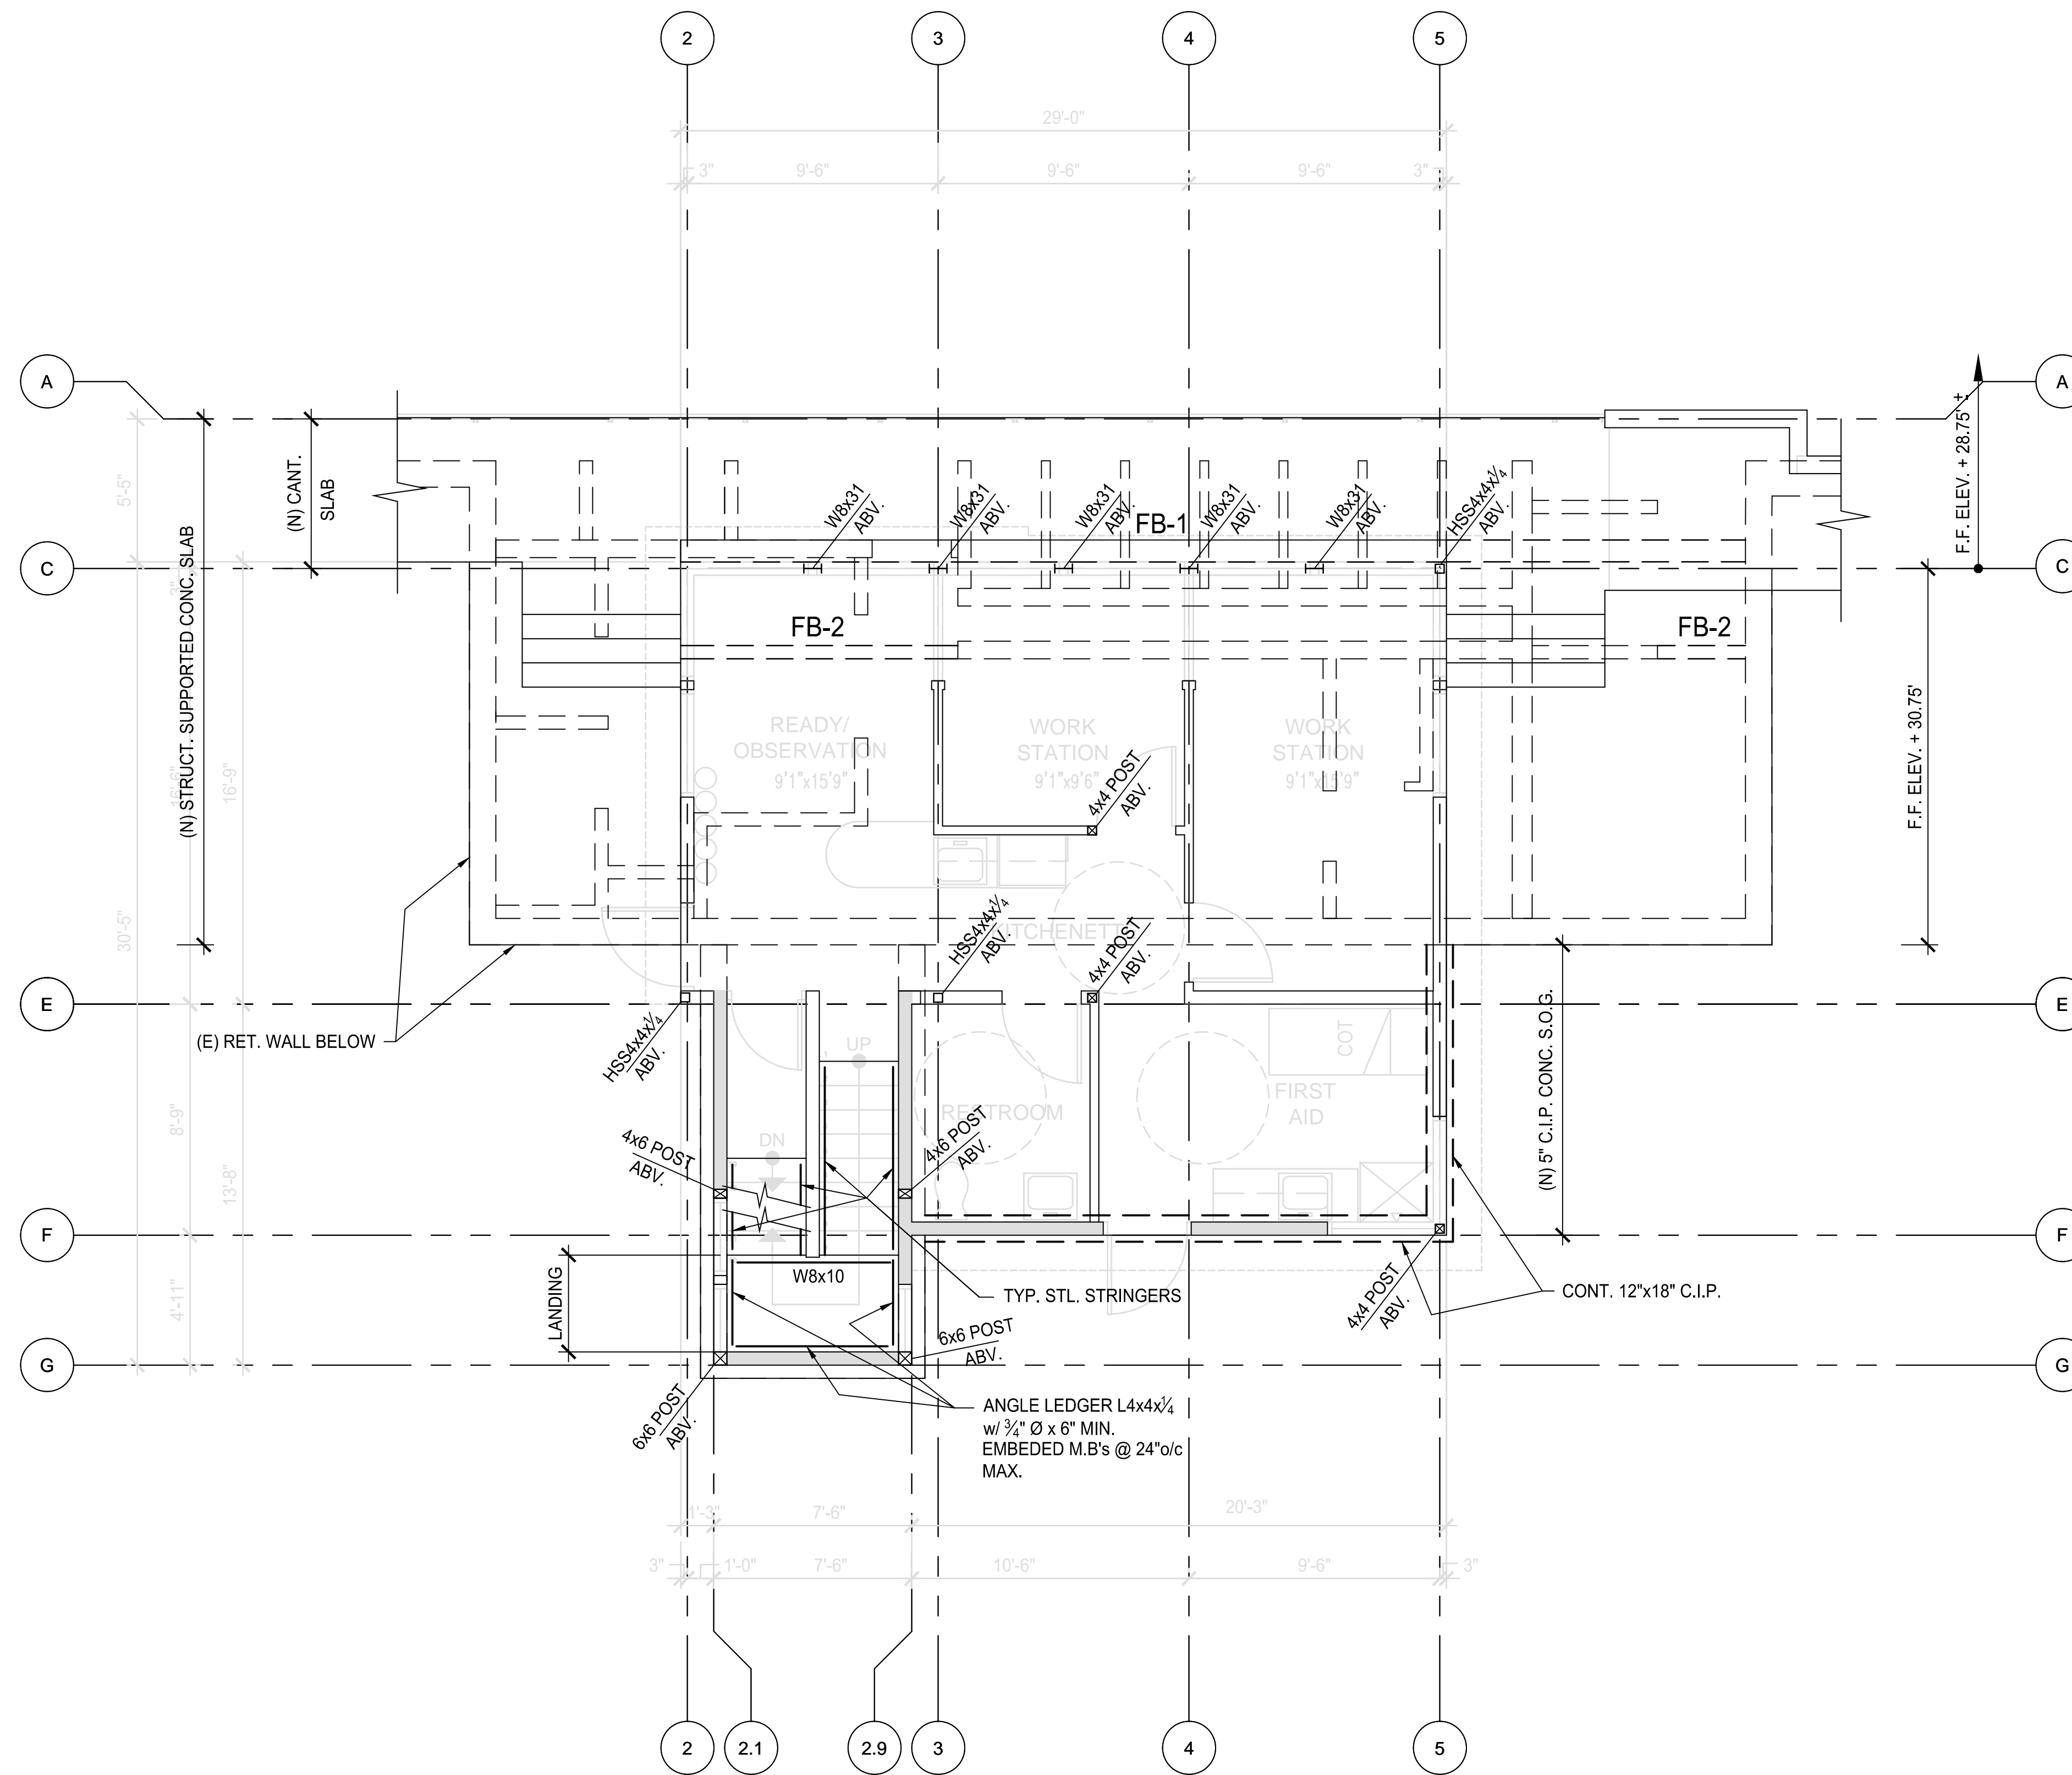 2
3
4
5
29'-0"
3"
9'-6"
9'-6"
9'-6"
3"
A
A
F.F. ELEV. + 28.75' ±
5'-5"
(N) CANT.
SLAB
W8x31
ABV.
W8x31
ABV.
W8x31
ABV.
FB-1
W8x31
ABV.
W8x31
ABV.
HSS4x4x¼
ABV.
C
C
FB-2
FB-2
(N) STRUCT. SUPPORTED CONC. SLAB
16'-6"
16'-9"
READY/
OBSERVATION
9'1"x15'9"
WORK
STATION
9'1"x9'6"
WORK
STATION
9'1"x15'9"
4x4 POST
ABV.
F.F. ELEV. + 30.75'
30'-5"
HSS4x4x¼
ABV.
4x4 POST
ABV.
E
E
(E) RET. WALL BELOW
HSS4x4x¼
ABV.
UP
COT
FIRST
AID
RESTROOM
DN
4x6 POST
ABV.
4x6 POST
ABV.
(N) 5" C.I.P. CONC. S.O.G.
8'-9"
13'-8"
F
F
LANDING
W8x10
TYP. STL. STRINGERS
CONT. 12"x18" C.I.P.
4x4 POST
ABV.
4'-11"
6x6 POST
ABV.
G
G
6x6 POST
ABV.
ANGLE LEDGER L4x4x¼
w/ ¾" Ø x 6" MIN.
EMBEDED M.B's @ 24"o/c
MAX.
1'-3"
7'-6"
20'-3"
3"
1'-0"
7'-6"
10'-6"
9'-6"
3"
2
2.1
2.9
3
4
5